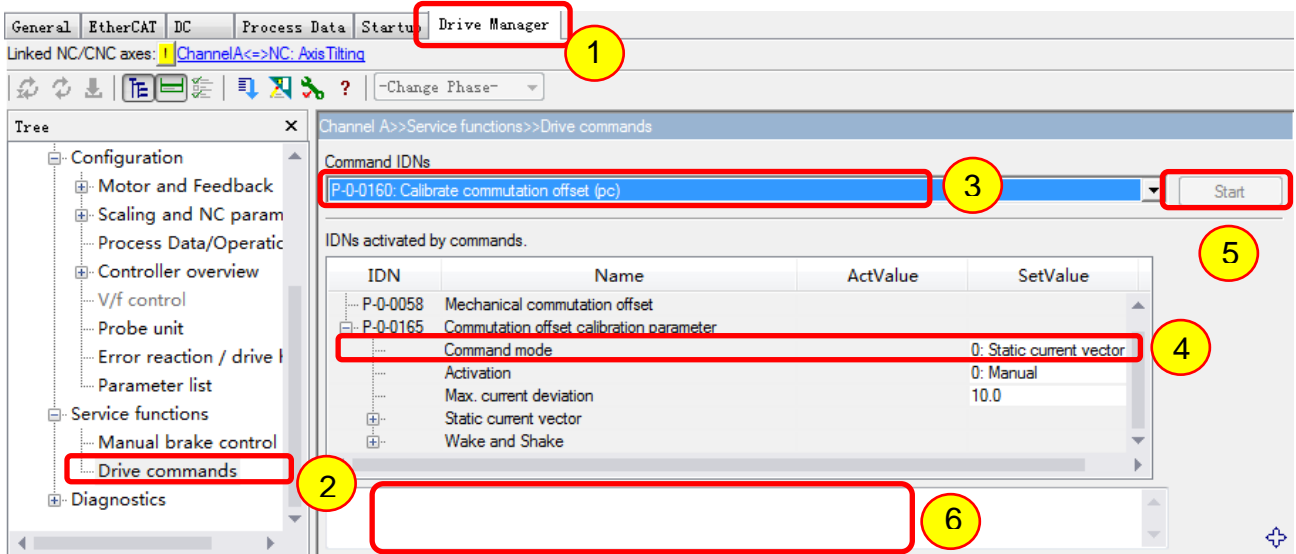 General EtherCAT DC Process Data Startup Drive Manager
1
Linked NC/CNC axes: ! ChannelA<=>NC: AxisTilting
TE ? -Change Phase-
Tree X
Channel A>>Service functions>>Drive commands
Configuration
Motor and Feedback
Scaling and NC param
Process Data/Operatic
Controller overview
V/f control
Probe unit
Error reaction / drive h
Parameter list
Service functions
Manual brake control
Drive commands
Diagnostics
2
Command IDNs
P-0-0160: Calibrate commutation offset (pc)
3
Start
5
IDNs activated by commands.
IDN Name ActValue SetValue
P-0-0058 Mechanical commutation offset
P-0-0165 Commutation offset calibration parameter
Command mode 0: Static current vector
4
Activation 0: Manual
Max. current deviation 10.0
Static current vector
Wake and Shake
6